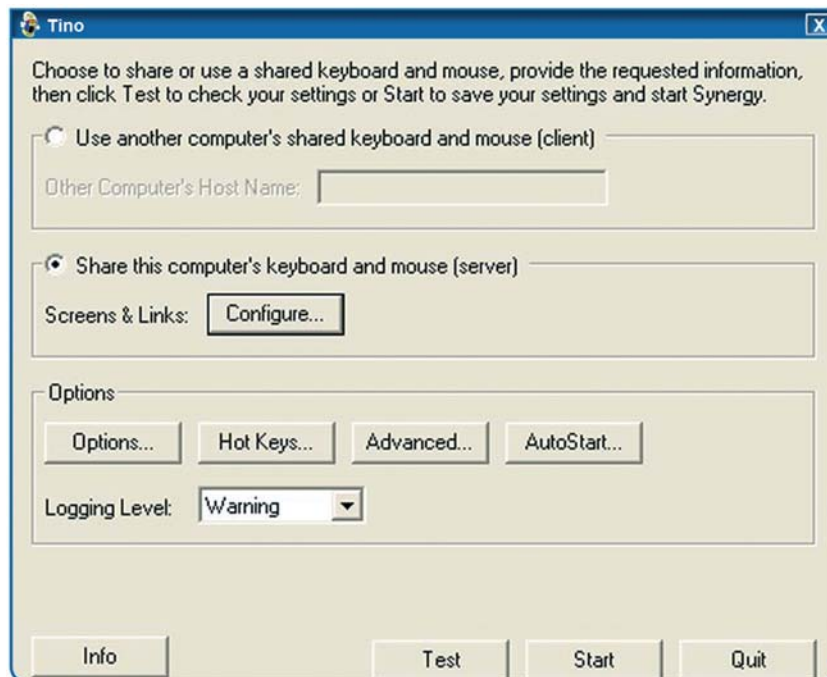 Tino
X
Choose to share or use a shared keyboard and mouse, provide the requested information,
then click Test to check your settings or Start to save your settings and start Synergy.
Use another computer's shared keyboard and mouse (client)
Other Computer's Host Name:
Share this computer's keyboard and mouse (server)
Screens & Links: Configure...
Options
Options... Hot Keys... Advanced... AutoStart...
Logging Level: Warning
Info Test Start Quit